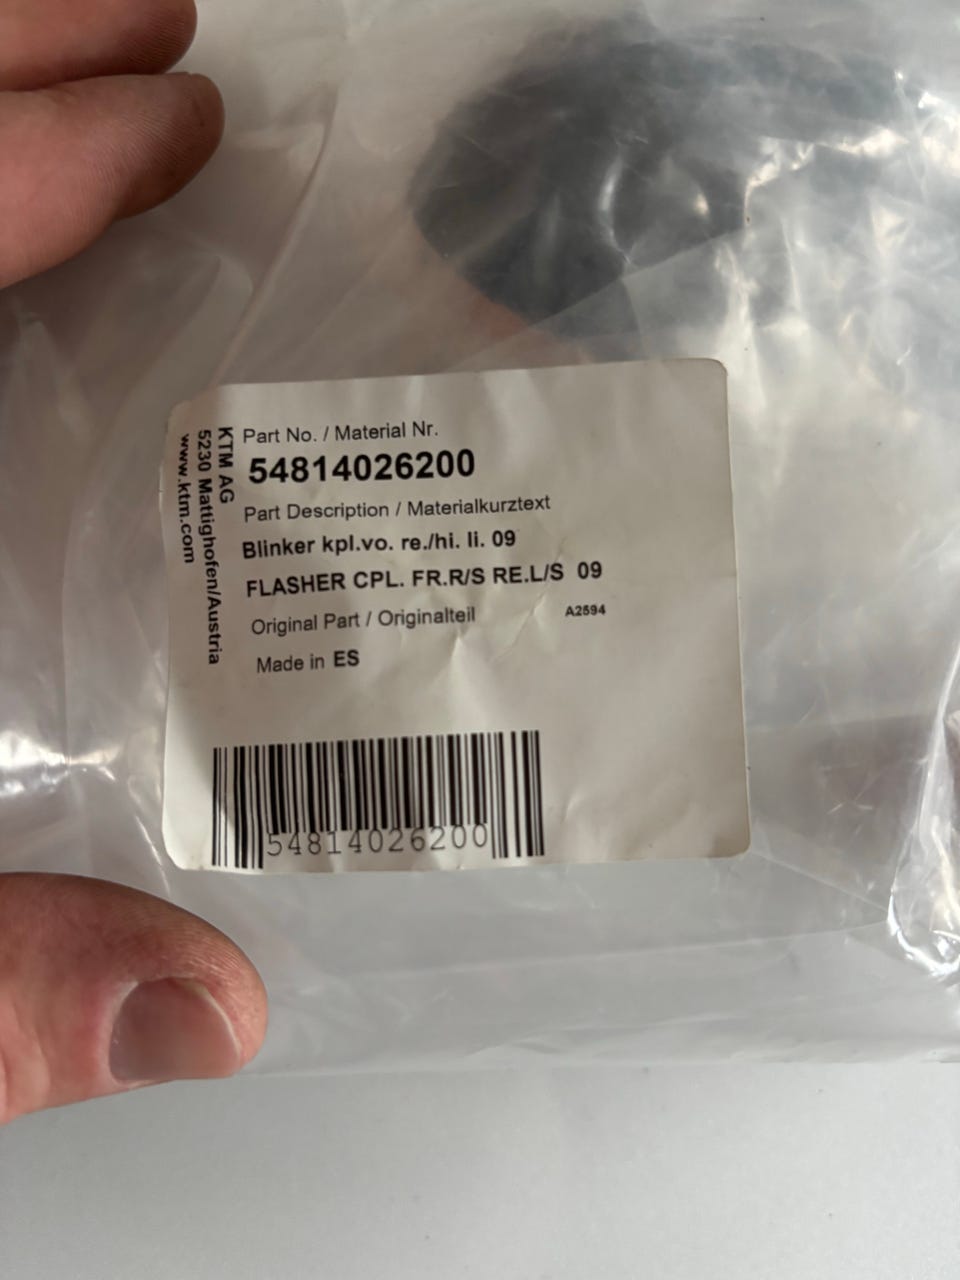 KTM AG
5230 Mattighofen/Austria
www.ktm.com
Part No. / Material Nr.
54814026200
Part Description / Materialkurztext
Blinker kpl.vo. re./hi. li. 09
FLASHER CPL. FR.R/S RE.L/S 09
Original Part / Originalteil A2594
Made in ES
54814026200